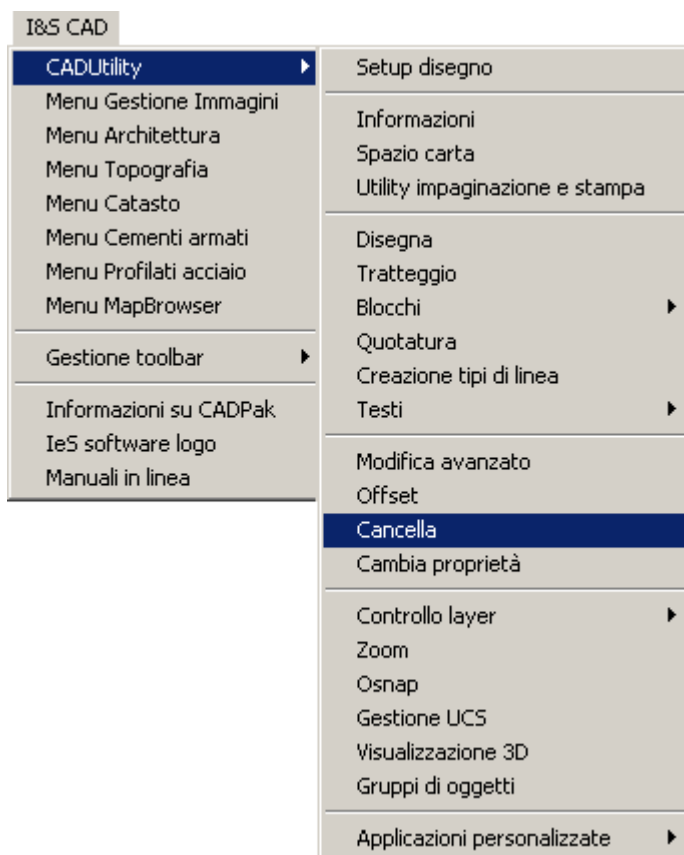 I&S CAD
CADUtility
Menu Gestione Immagini
Menu Architettura
Menu Topografia
Menu Catasto
Menu Cementi armati
Menu Profilati acciaio
Menu MapBrowser
Gestione toolbar
Informazioni su CADPak
IeS software logo
Manuali in linea
Setup disegno
Informazioni
Spazio carta
Utility impaginazione e stampa
Disegna
Tratteggio
Blocchi
Quotatura
Creazione tipi di linea
Testi
Modifica avanzato
Offset
Cancella
Cambia proprietà
Controllo layer
Zoom
Osnap
Gestione UCS
Visualizzazione 3D
Gruppi di oggetti
Applicazioni personalizzate